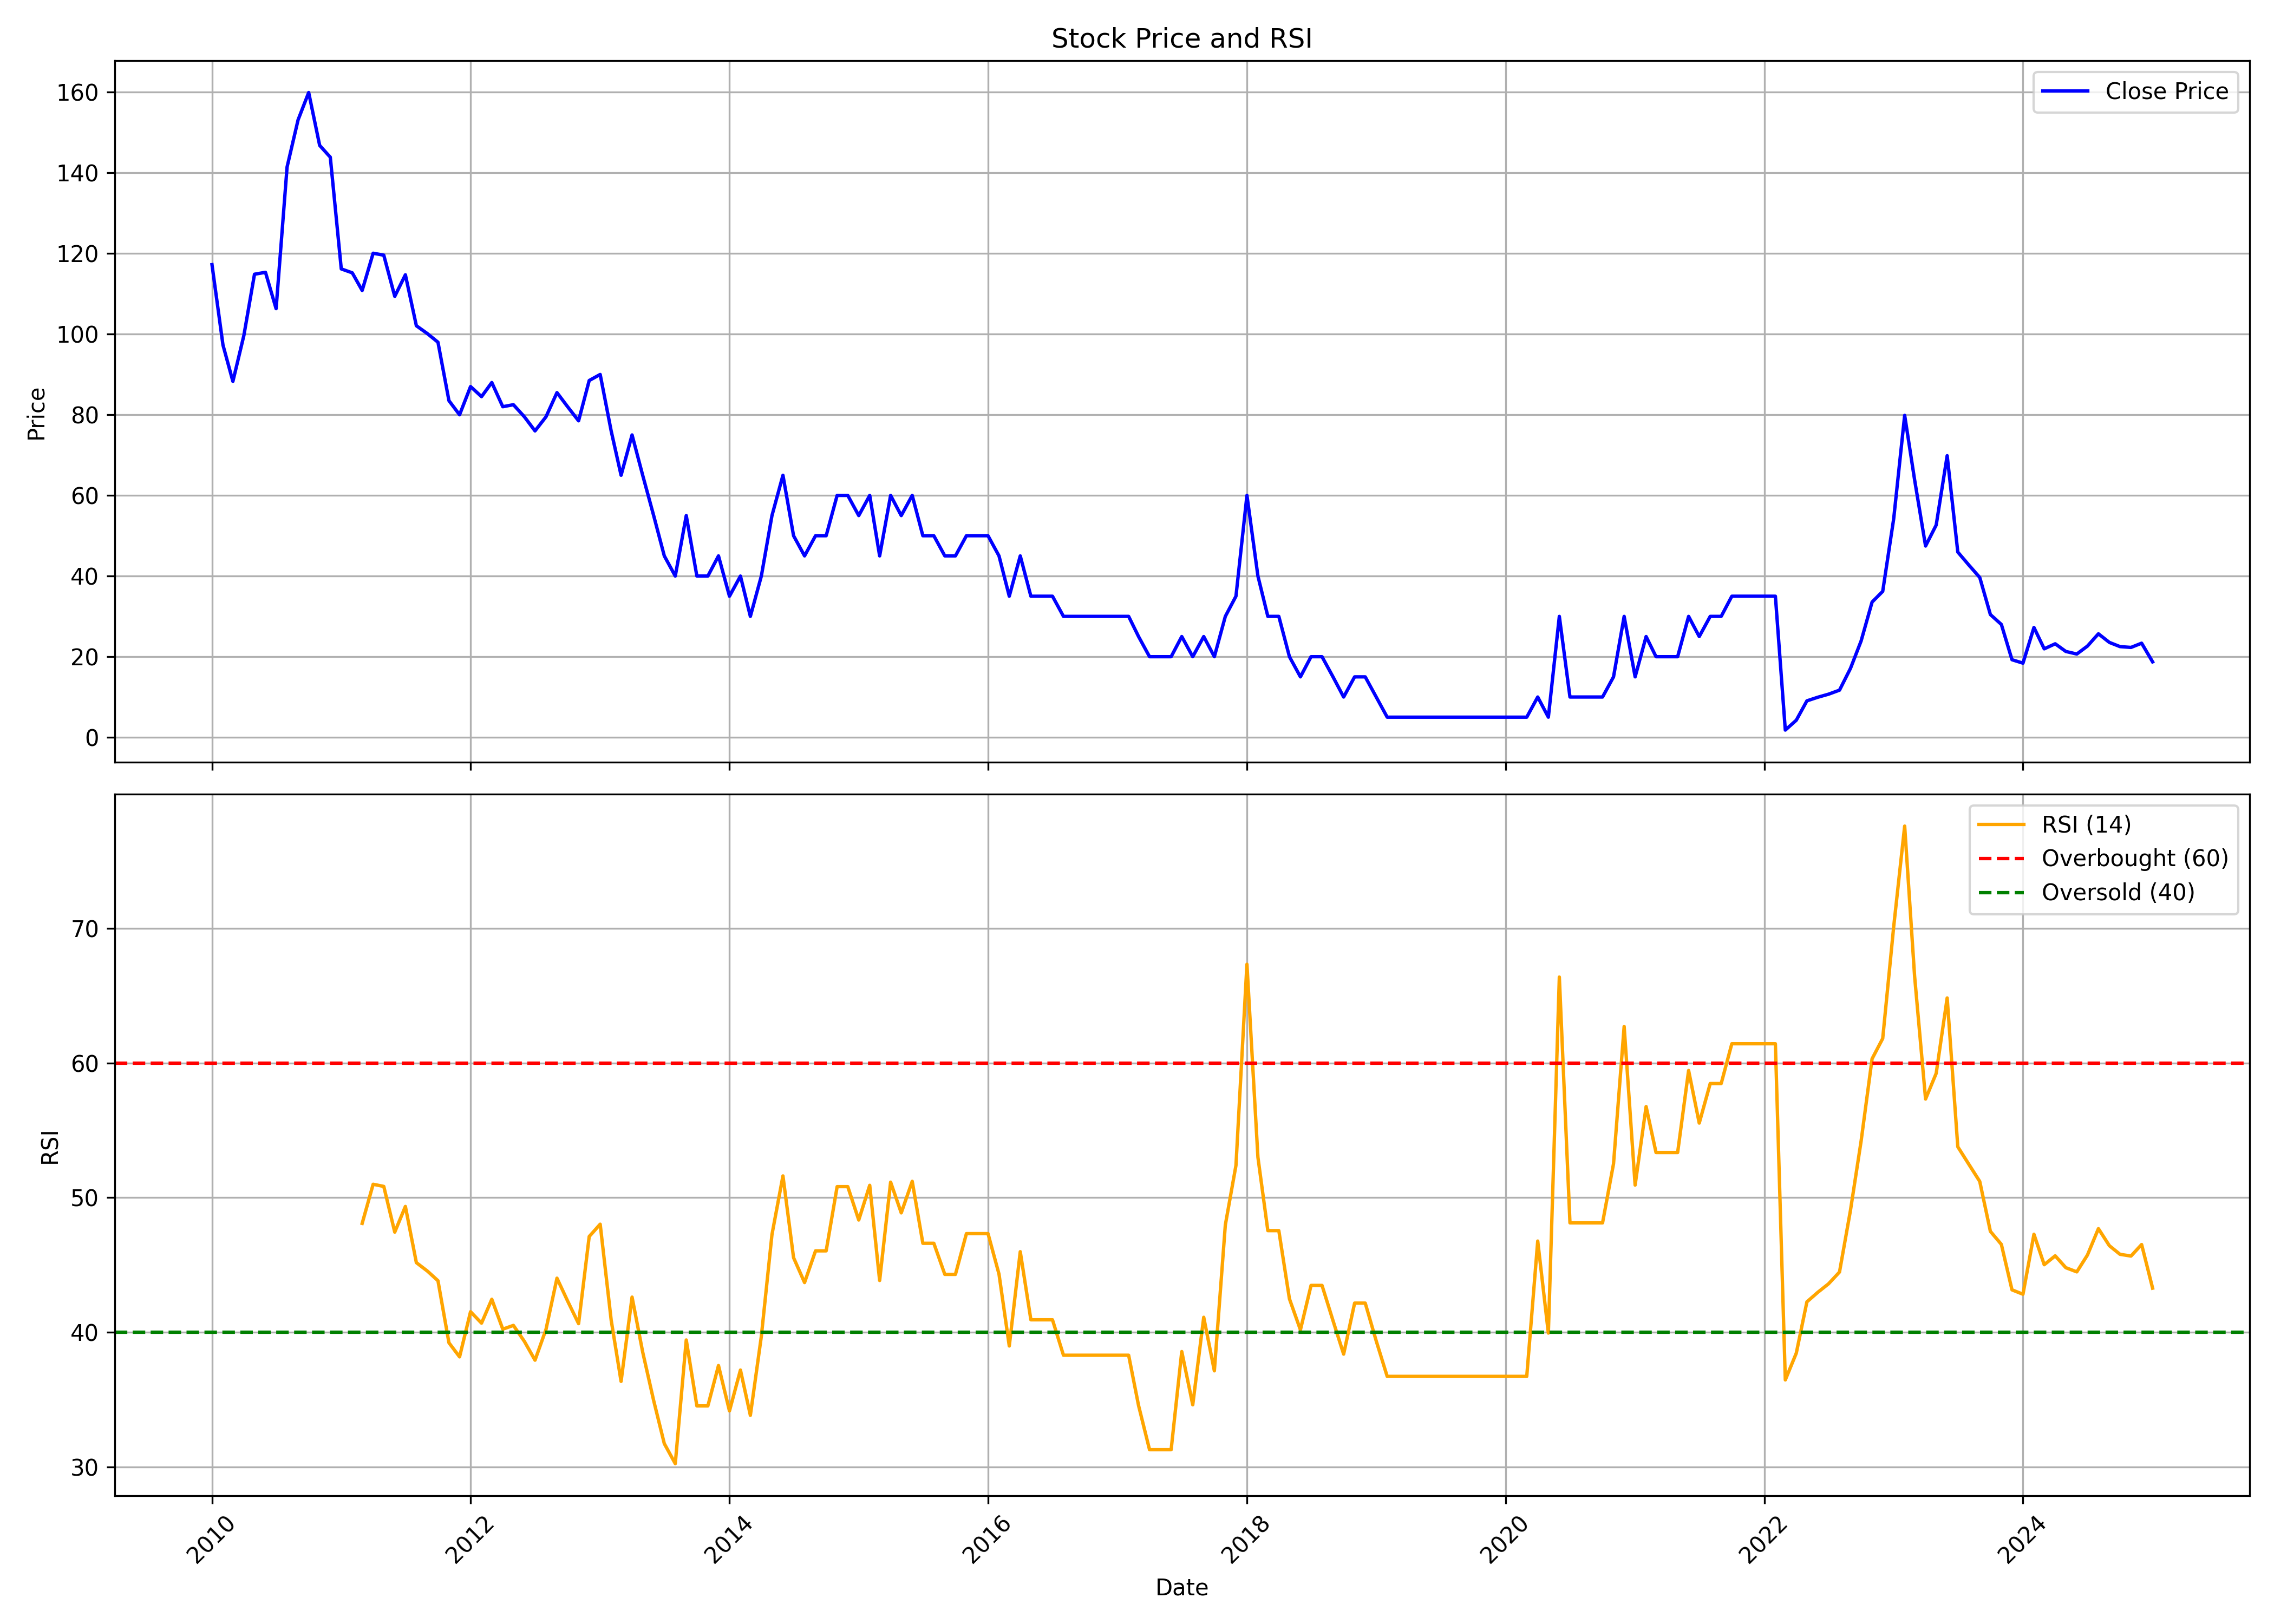 Stock Price and RSI
Close Price
160
140
120
100
80
60
40
20
0
Price
RSI (14)
Overbought (60)
Oversold (40)
70
60
50
40
30
RSI
2010
2012
2014
2016
2018
2020
2022
2024
Date